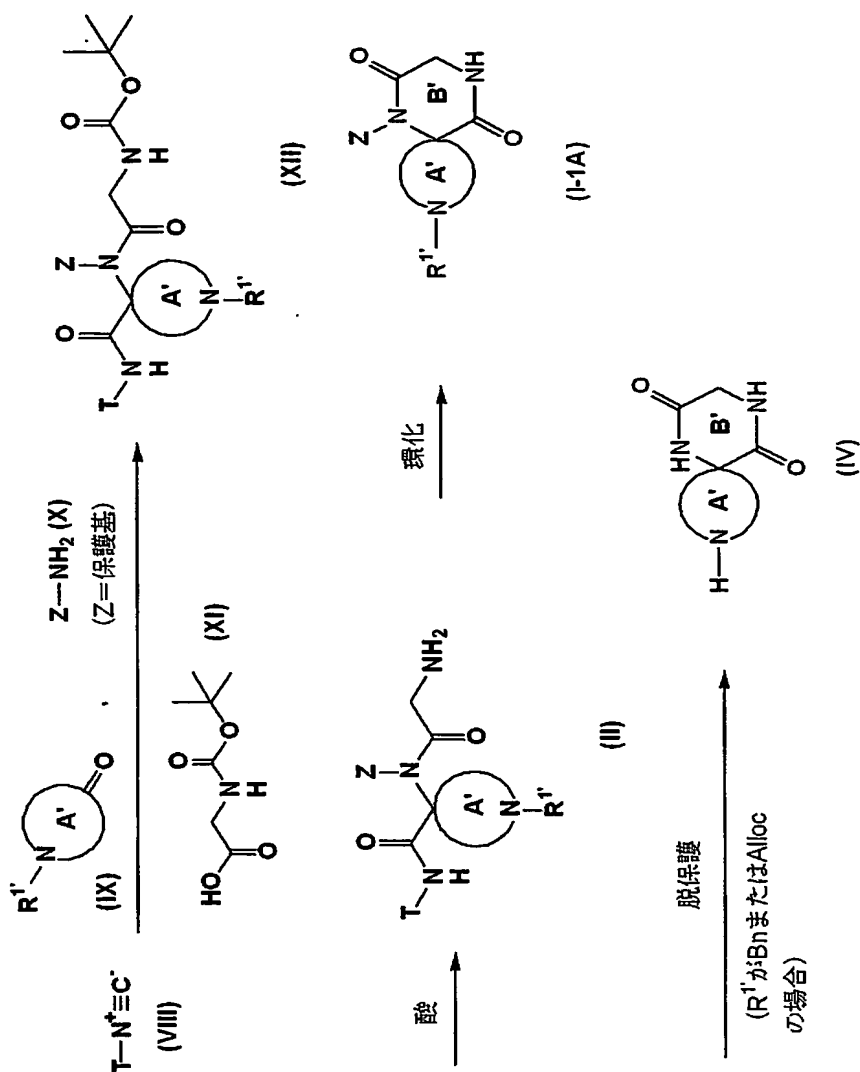 T—N⁺≡C⁻
(VIII)
R¹'
N
A'
O
(IX)
Z—NH₂ (X)
(Z=保護基)
HO
O
N
H
O
O
(XI)
T
N
H
O
Z
N
A'
N
R¹'
O
N
H
O
O
(XII)
酸
T
N
H
O
Z
N
A'
N
R¹'
O
NH₂
(III)
環化
R¹'—N
A'
Z
N
O
B'
NH
O
(I-1A)
脱保護
(R¹'がBnまたはAlloc
の場合)
H—N
A'
HN
O
B'
NH
O
(IV)